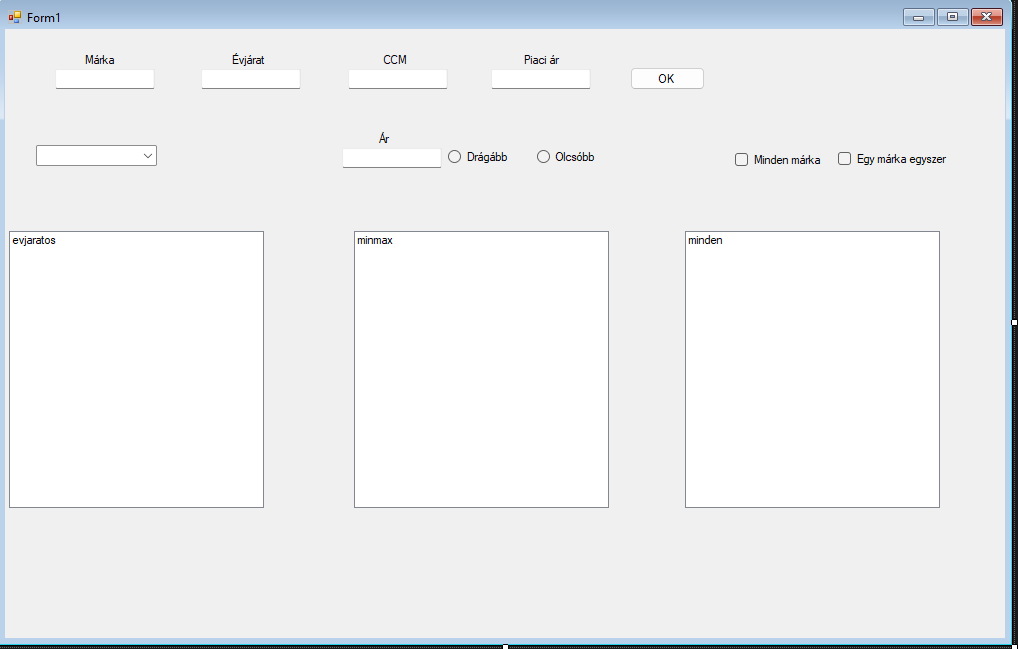 Form1
Márka Évjárat CCM Piaci ár
OK
Ár
Drágább Olcsóbb
Minden márka Egy márka egyszer
evjaratos minmax minden